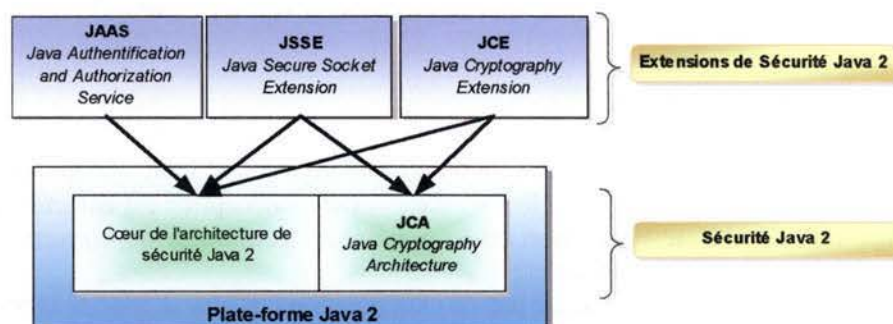 JAAS
Java Authentification
and Authorization
Service
JSSE
Java Secure Socket
Extension
JCE
Java Cryptography
Extension
Extensions de Sécurité Java 2
Cœur de l'architecture de
sécurité Java 2
JCA
Java Cryptography
Architecture
Sécurité Java 2
Plate-forme Java 2